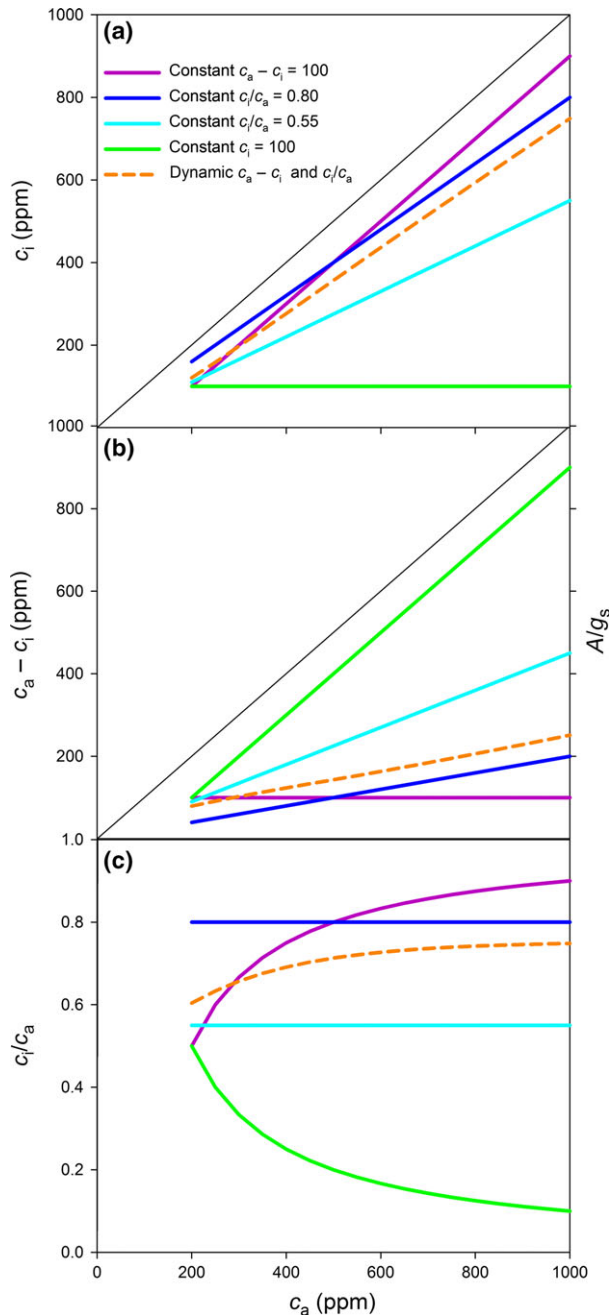 (a)
1000
800
600
400
200
cᵢ (ppm)
Constant cₐ – cᵢ = 100
Constant cᵢ/cₐ = 0.80
Constant cᵢ/cₐ = 0.55
Constant cᵢ = 100
Dynamic cₐ – cᵢ and cᵢ/cₐ
(b)
1000
800
600
400
200
cₐ – cᵢ (ppm)
A/gₛ
(c)
1.0
0.8
0.6
0.4
0.2
0.0
cᵢ/cₐ
0 200 400 600 800 1000
cₐ (ppm)